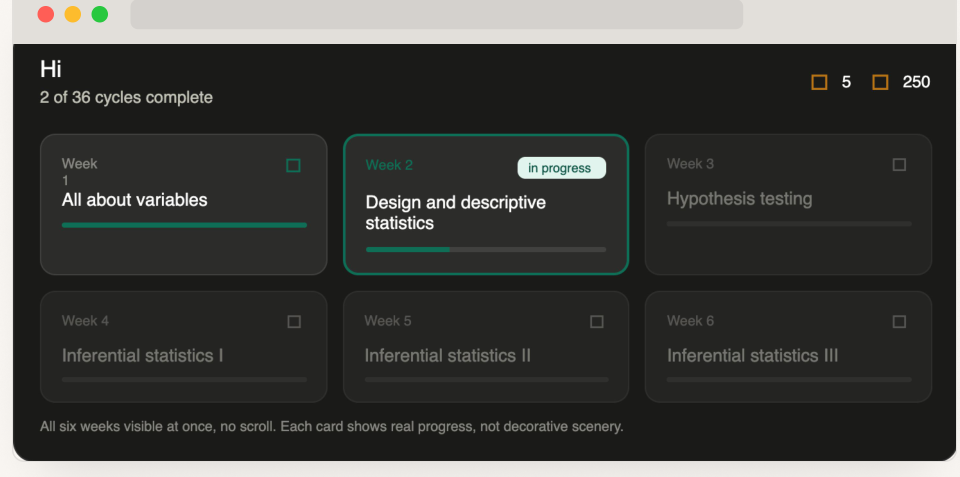 Hi
2 of 36 cycles complete
5
250
Week
1
All about variables
Week 2
in progress
Design and descriptive
statistics
Week 3
Hypothesis testing
Week 4
Inferential statistics I
Week 5
Inferential statistics II
Week 6
Inferential statistics III
All six weeks visible at once, no scroll. Each card shows real progress, not decorative scenery.